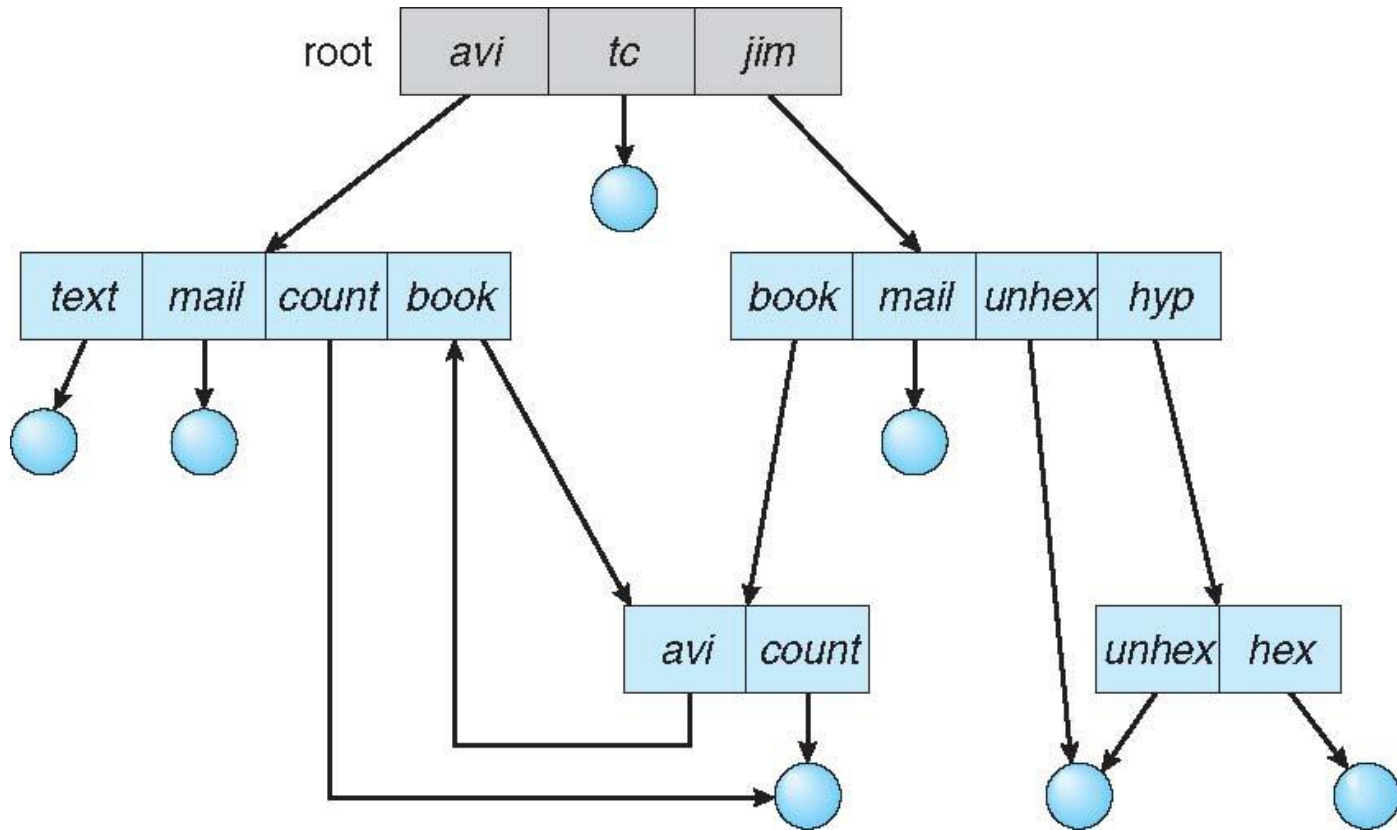 root avi tc jim
text mail count book
book mail unhex hyp
avi count
unhex hex